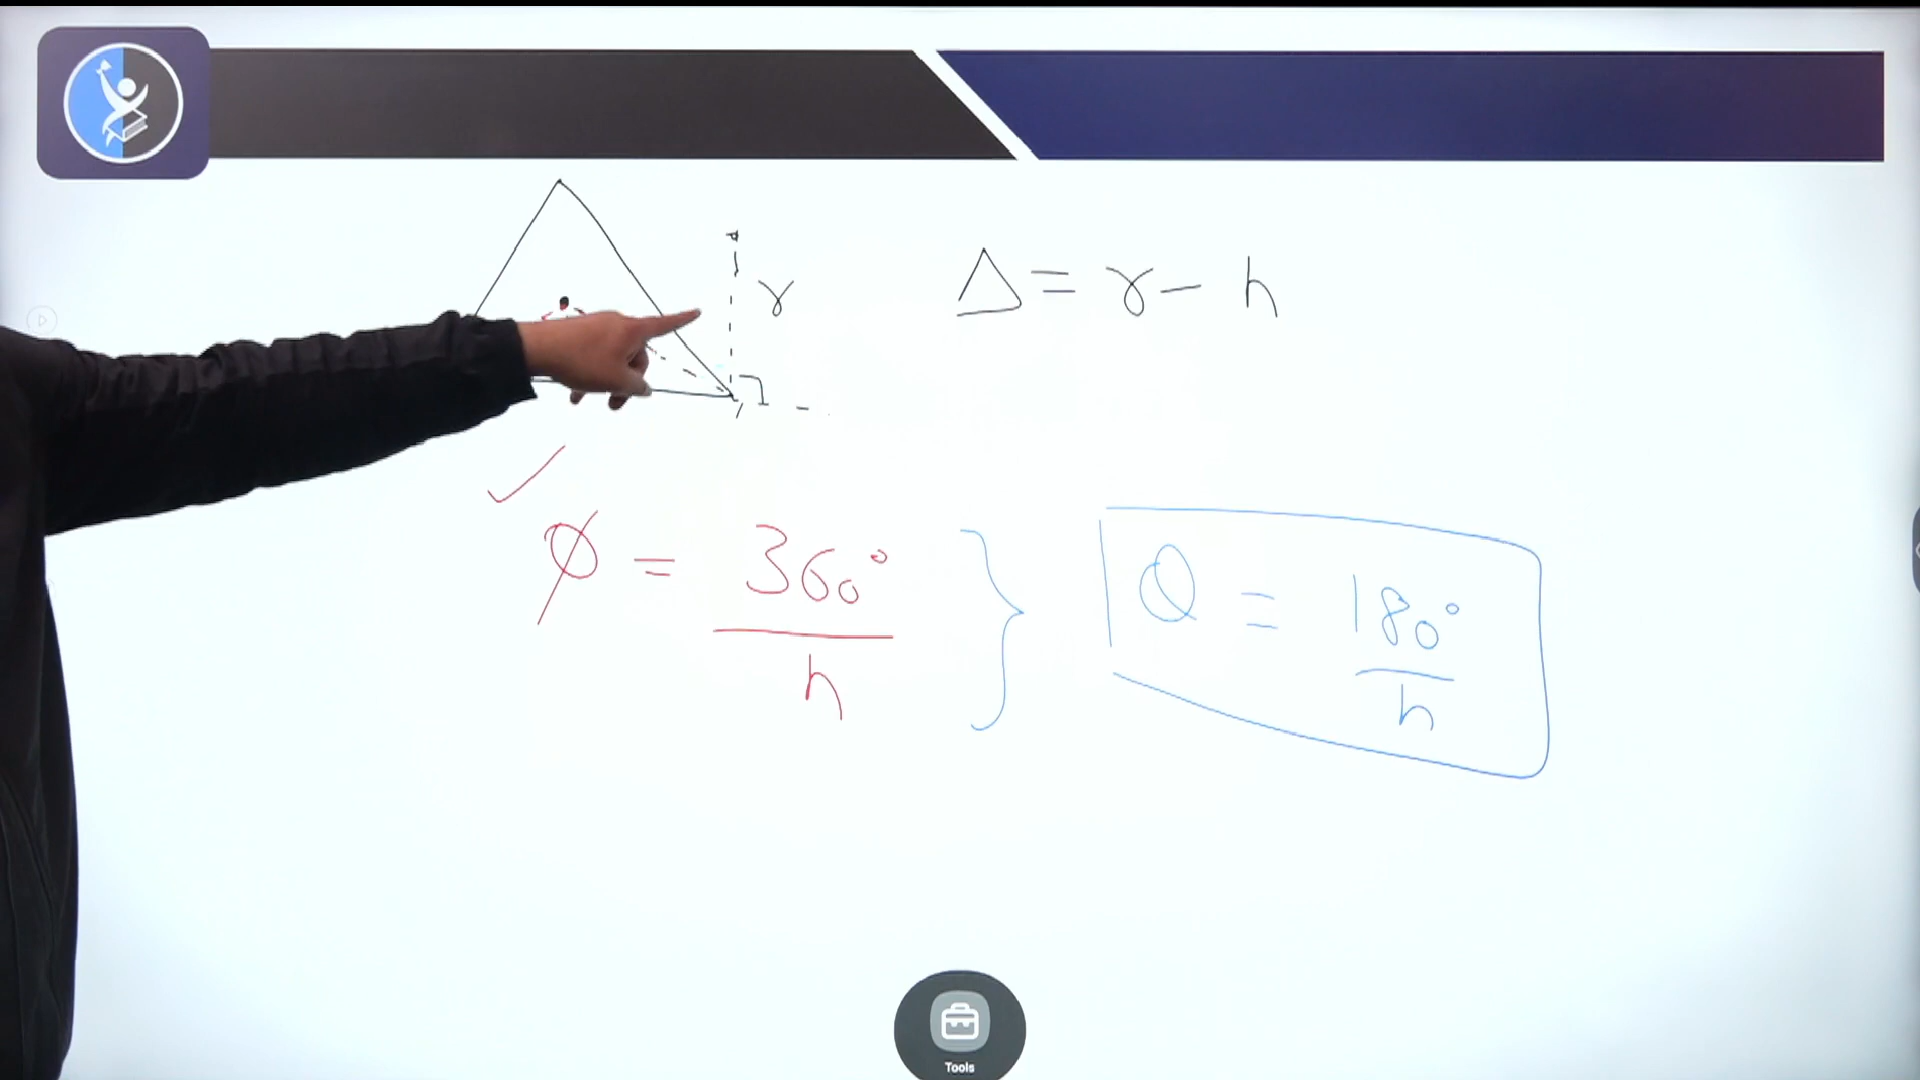 r
Δ = r - h
φ = 360° / n
Q = 180° / n
Tools